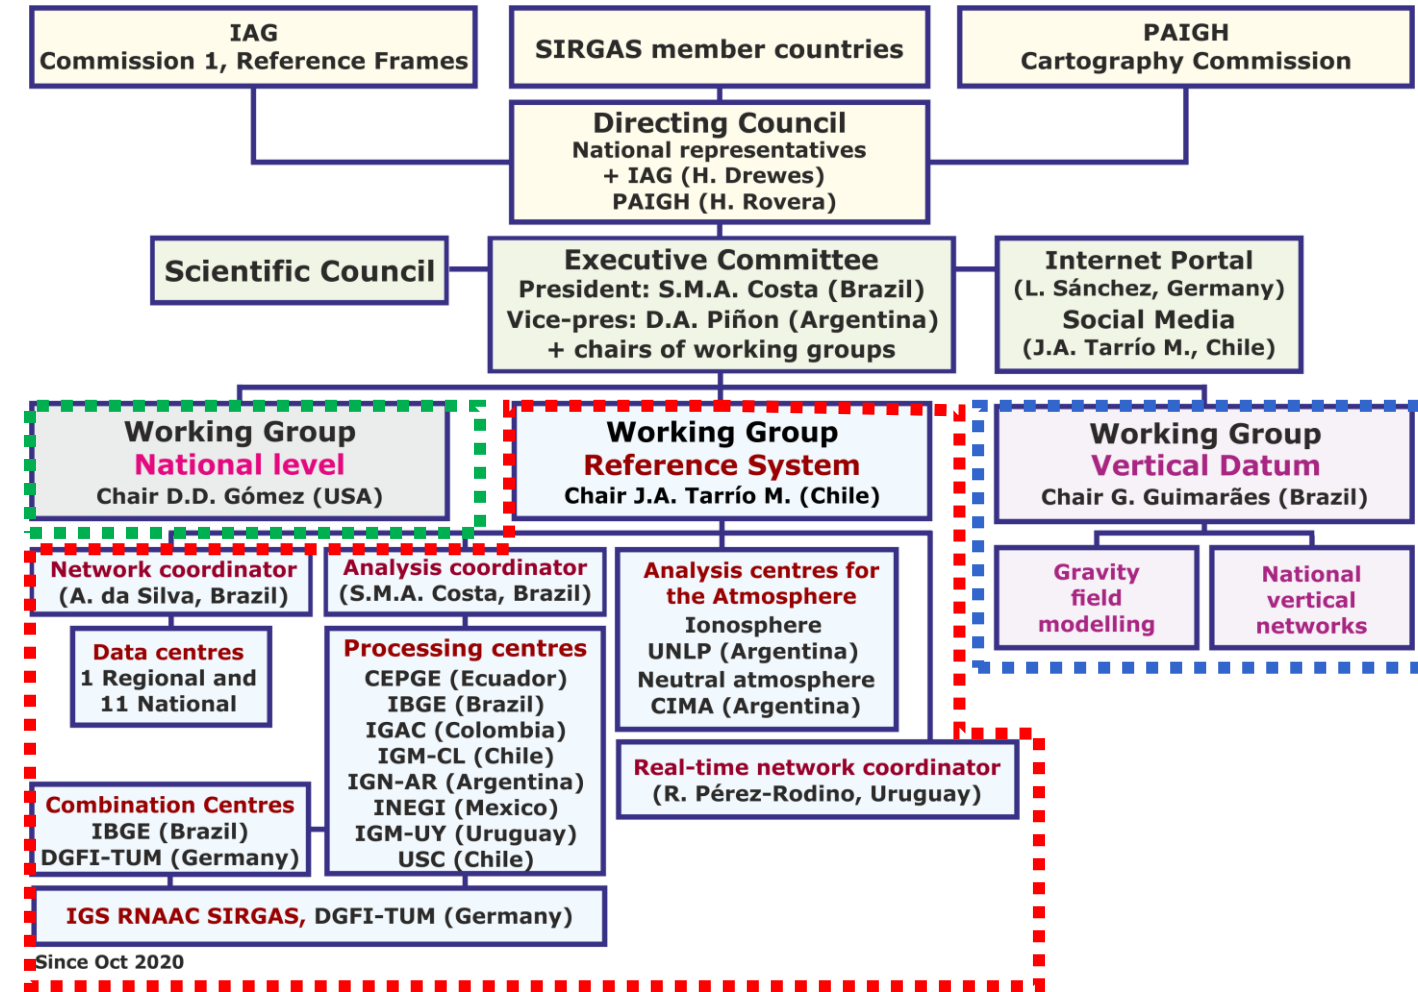 IAG
Commission 1, Reference Frames
SIRGAS member countries
PAIGH
Cartography Commission
Directing Council
National representatives
+ IAG (H. Drewes)
PAIGH (H. Rovera)
Scientific Council
Executive Committee
President: S.M.A. Costa (Brazil)
Vice-pres: D.A. Piñon (Argentina)
+ chairs of working groups
Internet Portal
(L. Sánchez, Germany)
Social Media
(J.A. Tarrío M., Chile)
Working Group
National level
Chair D.D. Gómez (USA)
Working Group
Reference System
Chair J.A. Tarrío M. (Chile)
Working Group
Vertical Datum
Chair G. Guimarães (Brazil)
Network coordinator
(A. da Silva, Brazil)
Data centres
1 Regional and
11 National
Analysis coordinator
(S.M.A. Costa, Brazil)
Processing centres
CEPGE (Ecuador)
IBGE (Brazil)
IGAC (Colombia)
IGM-CL (Chile)
IGN-AR (Argentina)
INEGI (Mexico)
IGM-UY (Uruguay)
USC (Chile)
Analysis centres for
the Atmosphere
Ionosphere
UNLP (Argentina)
Neutral atmosphere
CIMA (Argentina)
Gravity
field
modelling
National
vertical
networks
Real-time network coordinator
(R. Pérez-Rodino, Uruguay)
Combination Centres
IBGE (Brazil)
DGFI-TUM (Germany)
IGS RNAAC SIRGAS, DGFI-TUM (Germany)
Since Oct 2020